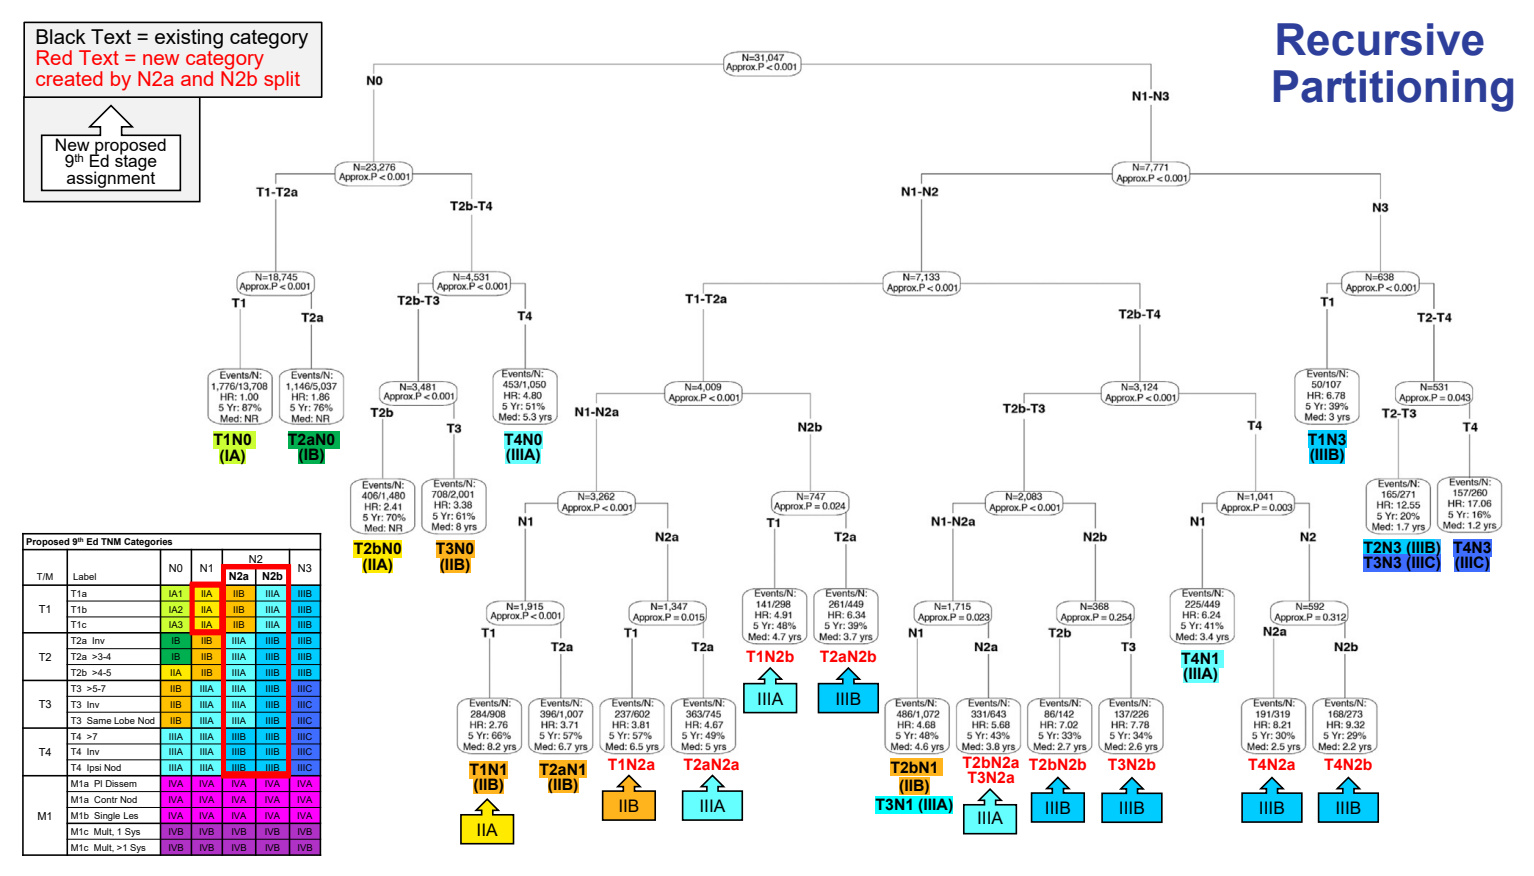 Black Text = existing category
Red Text = new category
created by N2a and N2b split
New proposed
9th Ed stage
assignment
Recursive
Partitioning
N=31,047
Approx.P < 0.001
N0
N1-N3
N=23,276
Approx.P < 0.001
N=7,771
Approx.P < 0.001
T1-T2a
T2b-T4
N1-N2
N3
N=18,745
Approx.P < 0.001
N=4,531
Approx.P < 0.001
N=7,133
Approx.P < 0.001
N=638
Approx.P < 0.001
T1
T2a
T2b-T3
T4
T1-T2a
T2b-T4
T1
T2-T4
Events/N:
1,776/13,708
HR: 1.00
5 Yr: 87%
Med: NR
T1N0
(IA)
Events/N:
1,146/5,037
HR: 1.86
5 Yr: 76%
Med: NR
T2aN0
(IB)
N=3,481
Approx.P < 0.001
Events/N:
453/1,050
HR: 4.80
5 Yr: 51%
Med: 5.3 yrs
T4N0
(IIIA)
N=4,009
Approx.P < 0.001
N=3,124
Approx.P < 0.001
Events/N:
50/107
HR: 6.78
5 Yr: 39%
Med: 3 yrs
T1N3
(IIIB)
N=531
Approx.P = 0.043
T2b
T3
N1-N2a
N2b
T2b-T3
T4
T2-T3
T4
Events/N:
406/1,480
HR: 2.41
5 Yr: 70%
Med: NR
T2bN0
(IIA)
Events/N:
708/2,001
HR: 3.38
5 Yr: 61%
Med: 8 yrs
T3N0
(IIB)
N=3,262
Approx.P < 0.001
N=747
Approx.P = 0.024
N=2,083
Approx.P < 0.001
N=1,041
Approx.P = 0.003
Events/N:
165/271
HR: 12.55
5 Yr: 20%
Med: 1.7 yrs
T2N3 (IIIB)
T3N3 (IIIC)
Events/N:
157/260
HR: 17.06
5 Yr: 16%
Med: 1.2 yrs
T4N3
(IIIC)
N1
N2a
T1
T2a
N1-N2a
N2b
N1
N2
N=1,915
Approx.P < 0.001
N=1,347
Approx.P = 0.015
Events/N:
141/298
HR: 4.91
5 Yr: 48%
Med: 4.7 yrs
T1N2b
IIIA
Events/N:
261/449
HR: 6.34
5 Yr: 39%
Med: 3.7 yrs
T2aN2b
IIIB
N=1,715
Approx.P = 0.023
N=368
Approx.P = 0.254
Events/N:
225/449
HR: 6.24
5 Yr: 41%
Med: 3.4 yrs
T4N1
(IIIA)
N=592
Approx.P = 0.312
T1
T2a
T1
T2a
N1
N2a
T2b
T3
N2a
N2b
Events/N:
284/908
HR: 2.76
5 Yr: 66%
Med: 8.2 yrs
T1N1
(IIB)
IIA
Events/N:
396/1,007
HR: 3.71
5 Yr: 57%
Med: 6.7 yrs
T2aN1
(IIB)
Events/N:
237/602
HR: 3.81
5 Yr: 57%
Med: 6.5 yrs
T1N2a
IIB
Events/N:
363/745
HR: 4.67
5 Yr: 49%
Med: 5 yrs
T2aN2a
IIIA
Events/N:
486/1,072
HR: 4.68
5 Yr: 48%
Med: 4.6 yrs
T2bN1
(IIB)
T3N1 (IIIA)
Events/N:
331/643
HR: 5.68
5 Yr: 43%
Med: 3.8 yrs
T2bN2a
T3N2a
IIIA
Events/N:
86/142
HR: 7.02
5 Yr: 33%
Med: 2.7 yrs
T2bN2b
IIIB
Events/N:
137/226
HR: 7.78
5 Yr: 34%
Med: 2.6 yrs
T3N2b
IIIB
Events/N:
191/319
HR: 8.21
5 Yr: 30%
Med: 2.5 yrs
T4N2a
IIIB
Events/N:
168/273
HR: 9.32
5 Yr: 29%
Med: 2.2 yrs
T4N2b
IIIB
Proposed 9th Ed TNM Categories
T/M Label N0 N1 N2 N3
N2a N2b
T1 T1a IA1 IIA IIB IIIA IIIB
T1b IA2 IIA IIB IIIA IIIB
T1c IA3 IIA IIB IIIA IIIB
T2 T2a Inv IB IIB IIIA IIIB IIIB
T2a >3-4 IB IIB IIIA IIIB IIIB
T2b >4-5 IIA IIB IIIA IIIB IIIB
T3 T3 >5-7 IIB IIIA IIIA IIIB IIIC
T3 Inv IIB IIIA IIIA IIIB IIIC
T3 Same Lobe Nod IIB IIIA IIIA IIIB IIIC
T4 T4 >7 IIIA IIIA IIIB IIIB IIIC
T4 Inv IIIA IIIA IIIB IIIB IIIC
T4 Ipsi Nod IIIA IIIA IIIB IIIB IIIC
M1 M1a Pl Dissem IVA IVA IVA IVA IVA
M1a Contr Nod IVA IVA IVA IVA IVA
M1b Single Les IVA IVA IVA IVA IVA
M1c Mult, 1 Sys IVB IVB IVB IVB IVB
M1c Mult, >1 Sys IVB IVB IVB IVB IVB